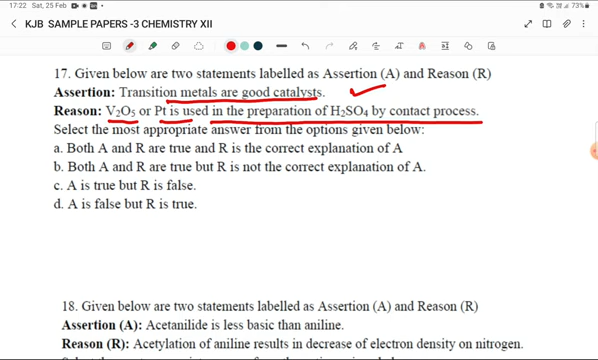 17:22 Sat, 25 Feb
73%
KJB SAMPLE PAPERS -3 CHEMISTRY XII
17. Given below are two statements labelled as Assertion (A) and Reason (R)
Assertion: Transition metals are good catalysts.
Reason: V₂O₅ or Pt is used in the preparation of H₂SO₄ by contact process.
Select the most appropriate answer from the options given below:
a. Both A and R are true and R is the correct explanation of A
b. Both A and R are true but R is not the correct explanation of A.
c. A is true but R is false.
d. A is false but R is true.
18. Given below are two statements labelled as Assertion (A) and Reason (R)
Assertion (A): Acetanilide is less basic than aniline.
Reason (R): Acetylation of aniline results in decrease of electron density on nitrogen.